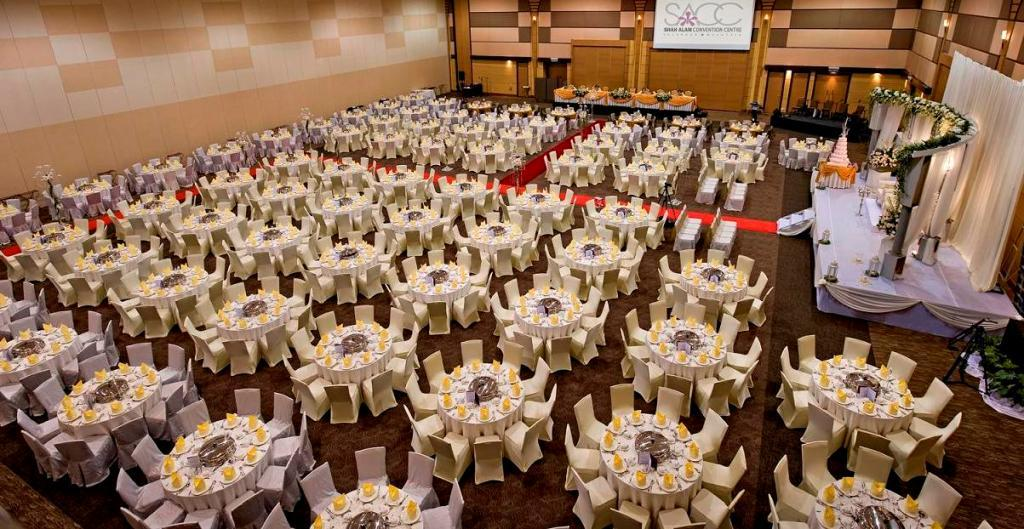 SACC
SHAH ALAM CONVENTION CENTRE